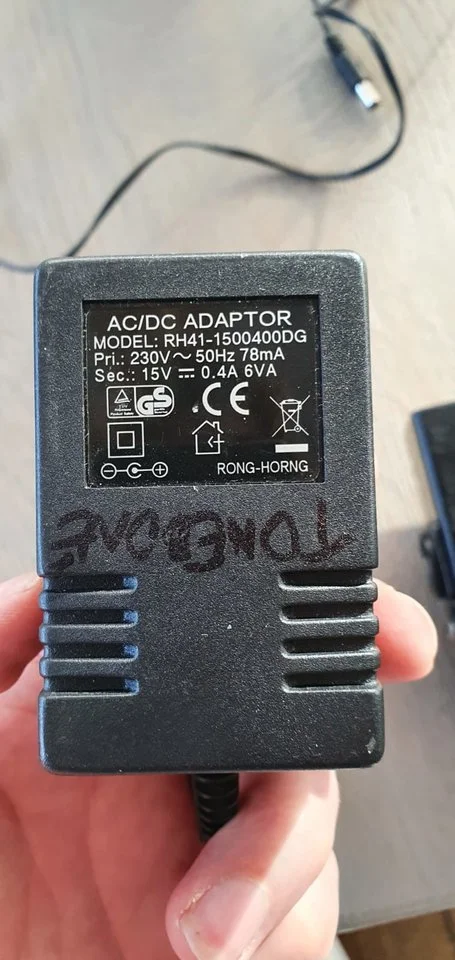 AC/DC ADAPTOR
MODEL: RH41-1500400DG
Pri.: 230V ~ 50Hz 78mA
Sec.: 15V ⎓ 0.4A 6VA
GS CE
RONG-HORNG
TONEBONE